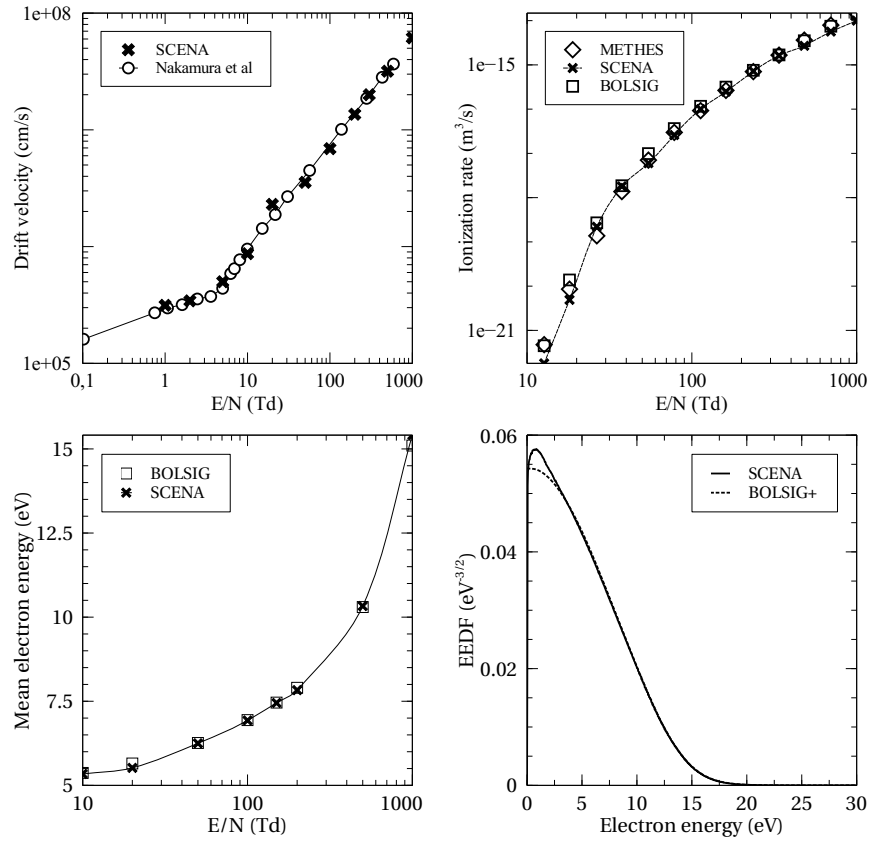 1e+08
SCENA
Nakamura et al
Drift velocity (cm/s)
1e+05
0,1 1 10 100 1000
E/N (Td)
METHES
SCENA
BOLSIG
1e−15
Ionization rate (m³/s)
1e−21
10 100 1000
E/N (Td)
15
BOLSIG
SCENA
12.5
Mean electron energy (eV)
10
7.5
5
10 100 1000
E/N (Td)
0.06
SCENA
BOLSIG+
0.04
EEDF (eV⁻³/²)
0.02
0
0 5 10 15 20 25 30
Electron energy (eV)